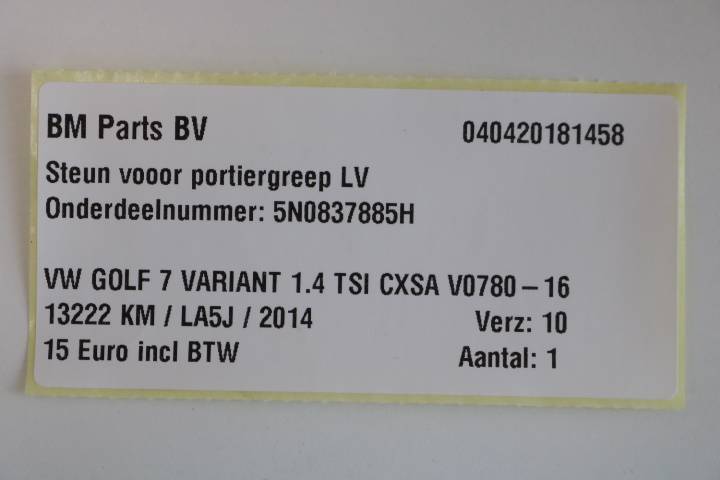 BM Parts BV 040420181458
Steun vooor portiergreep LV
Onderdeelnummer: 5N0837885H
VW GOLF 7 VARIANT 1.4 TSI CXSA V0780-16
13222 KM / LA5J / 2014 Verz: 10
15 Euro incl BTW Aantal: 1